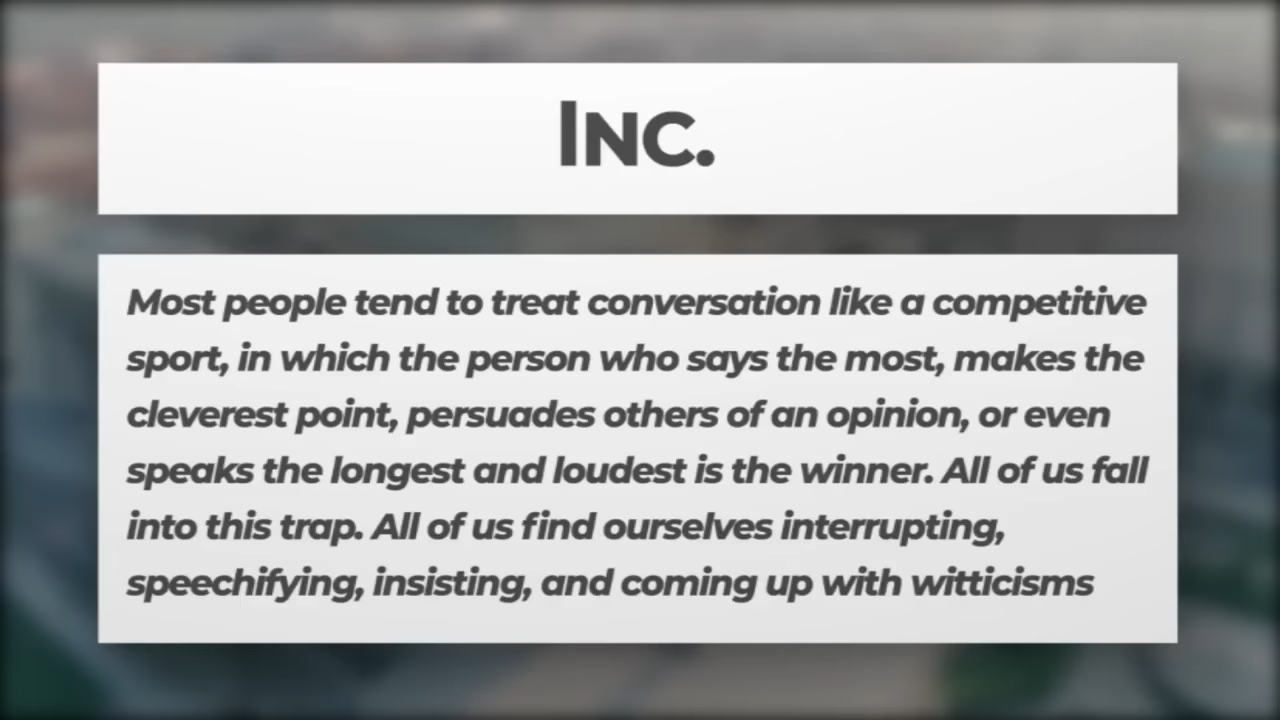 Inc.
Most people tend to treat conversation like a competitive
sport, in which the person who says the most, makes the
cleverest point, persuades others of an opinion, or even
speaks the longest and loudest is the winner. All of us fall
into this trap. All of us find ourselves interrupting,
speechifying, insisting, and coming up with witticisms